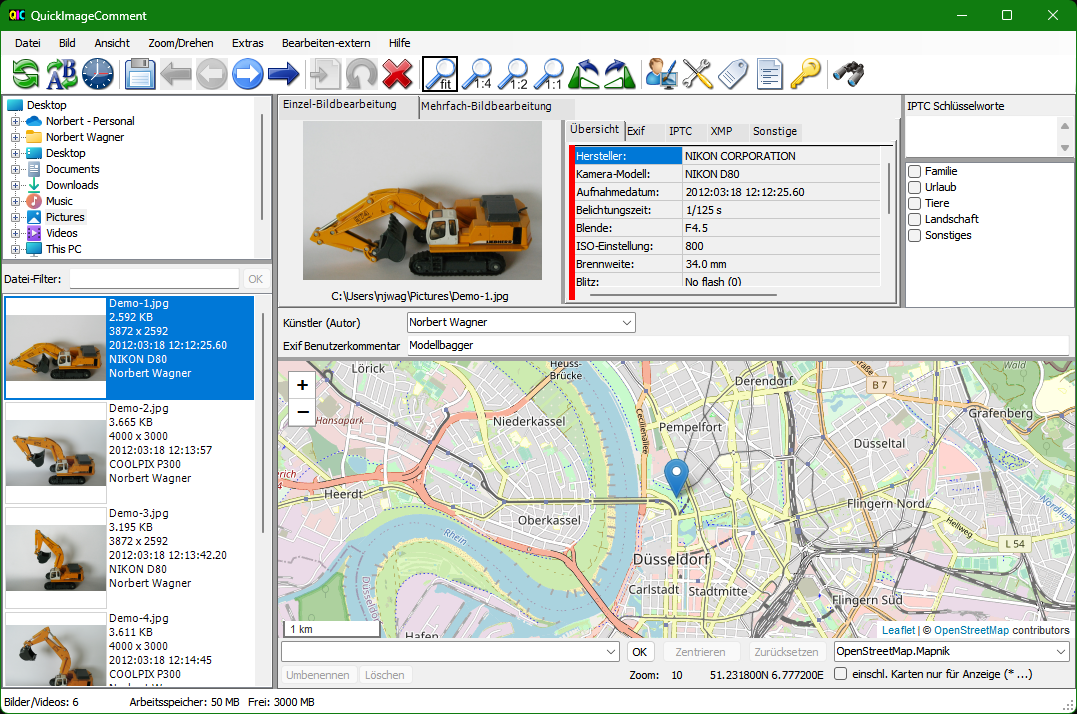 QuickImageComment
Datei Bild Ansicht Zoom/Drehen Extras Bearbeiten-extern Hilfe
fit 1:4 1:2 1:1
Desktop
Norbert - Personal
Norbert Wagner
Desktop
Documents
Downloads
Music
Pictures
Videos
This PC
Datei-Filter: OK
Demo-1.jpg
2.592 KB
3872 x 2592
2012:03:18 12:12:25.60
NIKON D80
Norbert Wagner
Demo-2.jpg
3.665 KB
4000 x 3000
2012:03:18 12:13:57
COOLPIX P300
Norbert Wagner
Demo-3.jpg
3.195 KB
3872 x 2592
2012:03:18 12:13:42.20
NIKON D80
Norbert Wagner
Demo-4.jpg
3.611 KB
4000 x 3000
2012:03:18 12:14:45
COOLPIX P300
Einzel-Bildbearbeitung Mehrfach-Bildbearbeitung
LIEBHERR
C:\Users\njwag\Pictures\Demo-1.jpg
Übersicht Exif IPTC XMP Sonstige
Hersteller: NIKON CORPORATION
Kamera-Modell: NIKON D80
Aufnahmedatum: 2012:03:18 12:12:25.60
Belichtungszeit: 1/125 s
Blende: F4.5
ISO-Einstellung: 800
Brennweite: 34.0 mm
Blitz: No flash (0)
IPTC Schlüsselworte
Familie
Urlaub
Tiere
Landschaft
Sonstiges
Künstler (Autor) Norbert Wagner
Exif Benutzerkommentar Modellbagger
+
−
Lörick
Heuss-
Brücke
Derendorf
B 7
Wald
Grafenberg
Hansapark
Niederkassel
Cecilienallee
Pempelfort
Düsseltal
Heerdt
Oberkassel
Flingern Nord
Hellweg
L 54
Rhein
Düsseldorf
Carlstadt
Stadtmitte
Flingern Süd
Hafen
1 km
Leaflet | © OpenStreetMap contributors
OK Zentrieren Zurücksetzen OpenStreetMap.Mapnik
Umbenennen Löschen Zoom: 10 51.231800N 6.777200E einschl. Karten nur für Anzeige (* ...)
Bilder/Videos: 6 Arbeitsspeicher: 50 MB Frei: 3000 MB